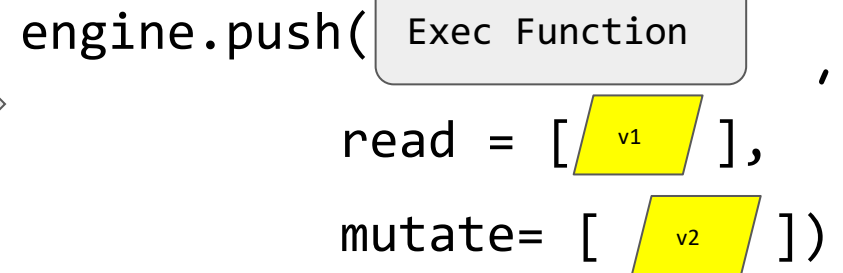 engine.push( Exec Function ,
read = [ v1 ],
mutate= [ v2 ])